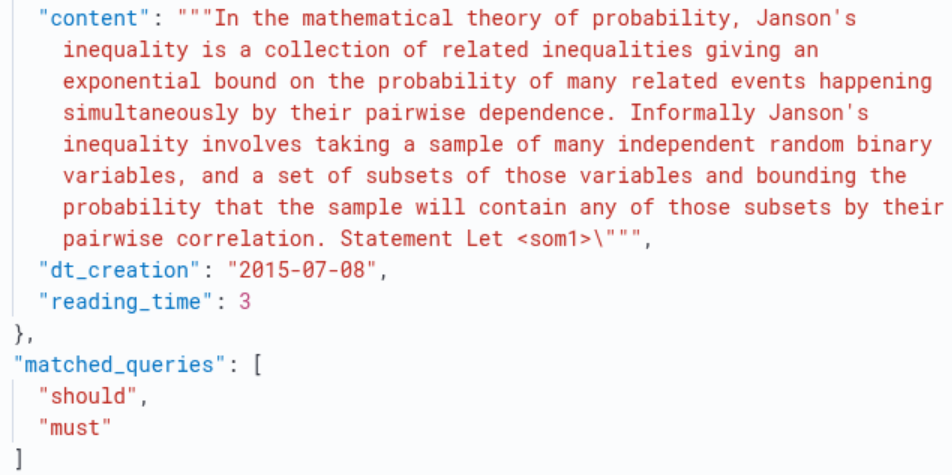 "content": """In the mathematical theory of probability, Janson's
inequality is a collection of related inequalities giving an
exponential bound on the probability of many related events happening
simultaneously by their pairwise dependence. Informally Janson's
inequality involves taking a sample of many independent random binary
variables, and a set of subsets of those variables and bounding the
probability that the sample will contain any of those subsets by their
pairwise correlation. Statement Let <som1>\""",
"dt_creation": "2015-07-08",
"reading_time": 3
},
"matched_queries": [
"should",
"must"
]